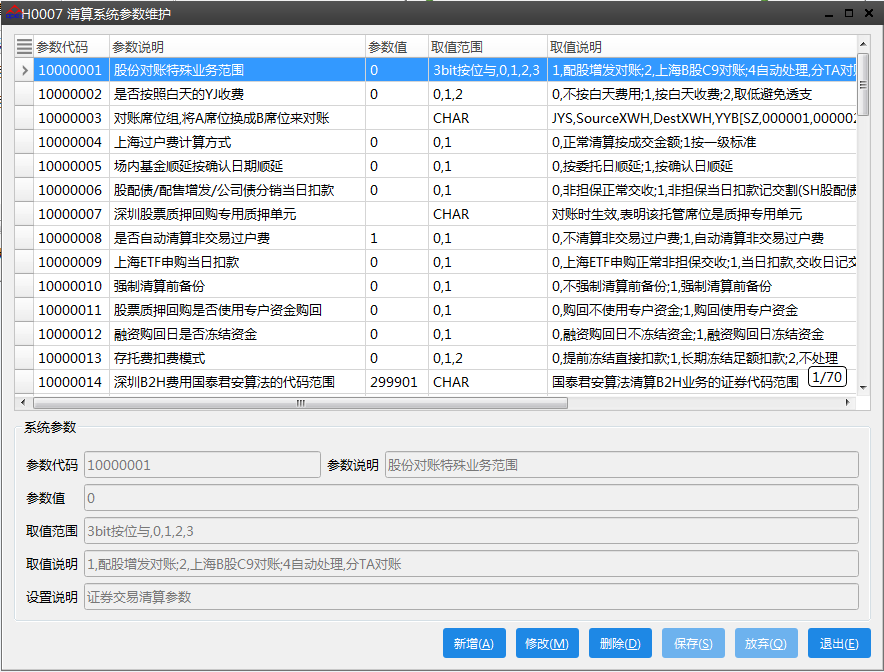 H0007 清算系统参数维护
参数代码 参数说明 参数值 取值范围 取值说明
10000001 股份对账特殊业务范围 0 3bit按位与,0,1,2,3 1,配股增发对账;2,上海B股C9对账;4自动处理,分TA对
10000002 是否按照白天的YJ收费 0 0,1,2 0,不按白天费用;1,按白天收费;2,取低避免透支
10000003 对账席位组,将A席位换成B席位来对账 CHAR JYS,SourceXWH,DestXWH,YYB[SZ,000001,000002
10000004 上海过户费计算方式 0 0,1 0,正常清算按成交金额;1按一级标准
10000005 场内基金顺延按确认日期顺延 0 0,1 0,按委托日顺延;1,按确认日顺延
10000006 股配债/配售增发/公司债分销当日扣款 0 0,1 0,非担保正常交收;1,非担保当日扣款记交割(SH股配债
10000007 深圳股票质押回购专用质押单元 CHAR 对账时生效,表明该托管席位是质押专用单元
10000008 是否自动清算非交易过户费 1 0,1 0,不清算非交易过户费;1,自动清算非交易过户费
10000009 上海ETF申购当日扣款 0 0,1 0,上海ETF申购正常非担保交收;1,当日扣款,交收日记交
10000010 强制清算前备份 0 0,1 0,不强制清算前备份;1,强制清算前备份
10000011 股票质押回购是否使用专户资金购回 0 0,1 0,购回不使用专户资金;1,购回使用专户资金
10000012 融资购回日是否冻结资金 0 0,1 0,融资购回日不冻结资金;1,融资购回日冻结资金
10000013 存托费扣费模式 0 0,1,2 0,提前冻结直接扣款;1,长期冻结足额扣款;2,不处理
10000014 深圳B2H费用国泰君安算法的代码范围 299901 CHAR 国泰君安算法清算B2H业务的证券代码范围
1/70
系统参数
参数代码 10000001 参数说明 股份对账特殊业务范围
参数值 0
取值范围 3bit按位与,0,1,2,3
取值说明 1,配股增发对账;2,上海B股C9对账;4自动处理,分TA对账
设置说明 证券交易清算参数
新增(A) 修改(M) 删除(D) 保存(S) 放弃(Q) 退出(E)